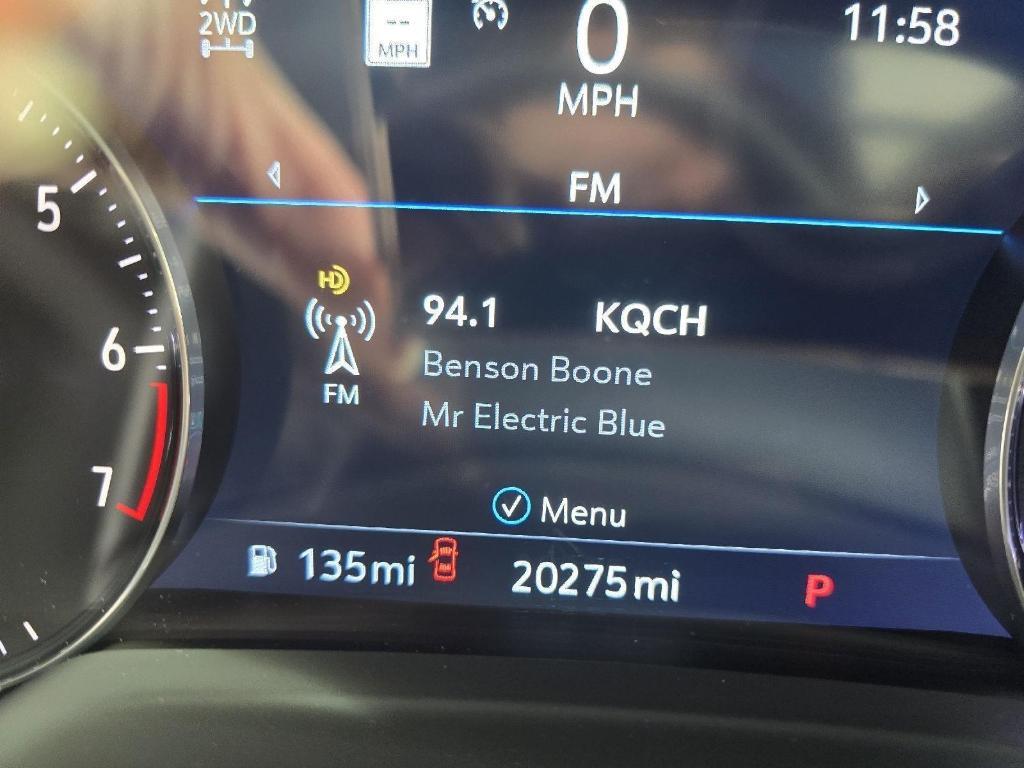 2WD
--
MPH
0
MPH
11:58
FM
5
6
7
HD
FM
94.1 KQCH
Benson Boone
Mr Electric Blue
Menu
135mi
20275mi
P